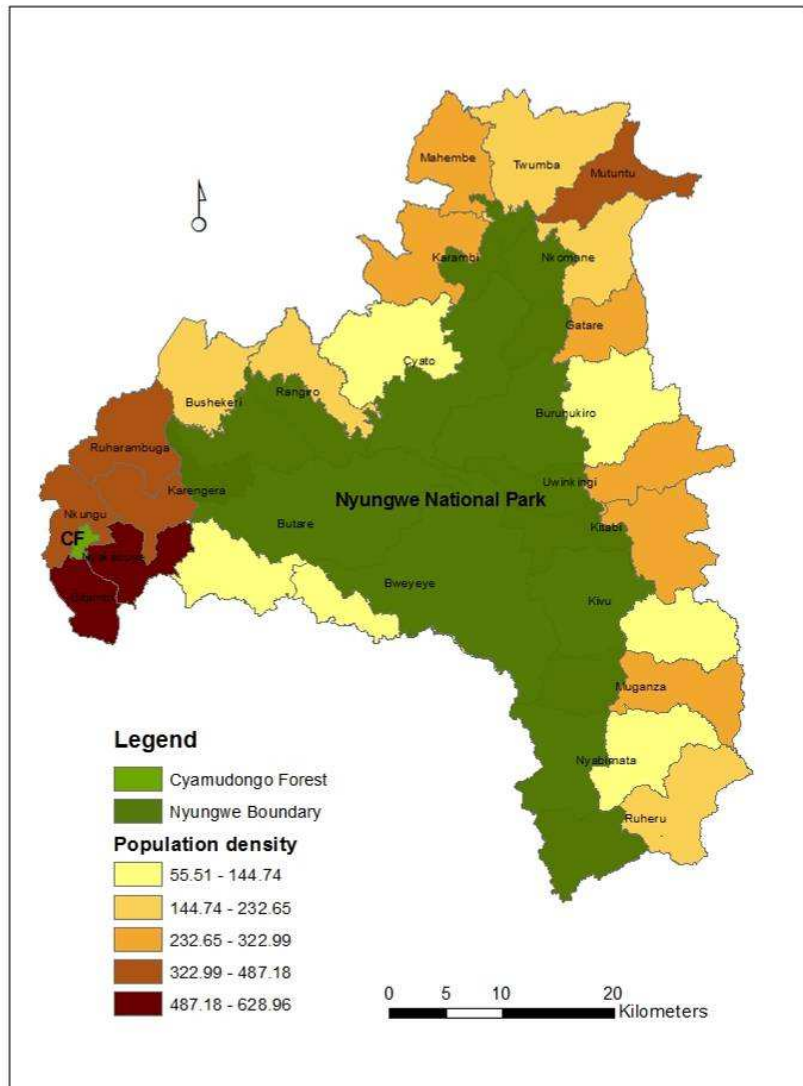 Mahembe
Twumba
Mutuntu
Karambi
Nkomane
Gatare
Cyato
Rangiro
Bushekeri
Buruhukiro
Ruharambuga
Uwinkingi
Karengera
Nyungwe National Park
Nkungu
Butare
Kitabi
CF
Bweyeye
Kivu
Muganza
Nyabimata
Ruheru
Legend
Cyamudongo Forest
Nyungwe Boundary
Population density
55.51 - 144.74
144.74 - 232.65
232.65 - 322.99
322.99 - 487.18
487.18 - 628.96
0 5 10 20
Kilometers